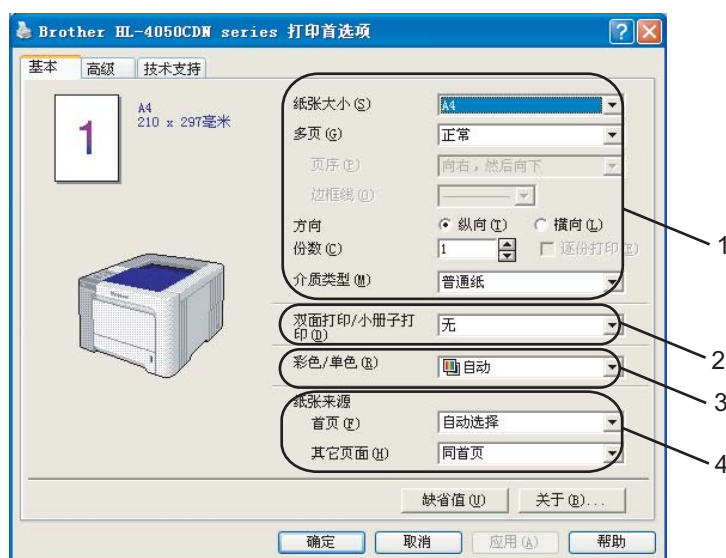 Brother HL-4050CDN series 打印首选项
基本 高级 技术支持
1
A4
210 x 297毫米
纸张大小(S) A4
多页(G) 正常
页序(P) 向右，然后向下
边框线(O)
方向 纵向(T) 横向(L)
份数(C) 1 逐份打印(E)
介质类型(M) 普通纸
1
双面打印/小册子打
印(D) 无
2
彩色/单色(R) 自动
3
纸张来源
首页(F) 自动选择
其它页面(H) 同首页
4
缺省值(U) 关于(B)...
确定 取消 应用(A) 帮助